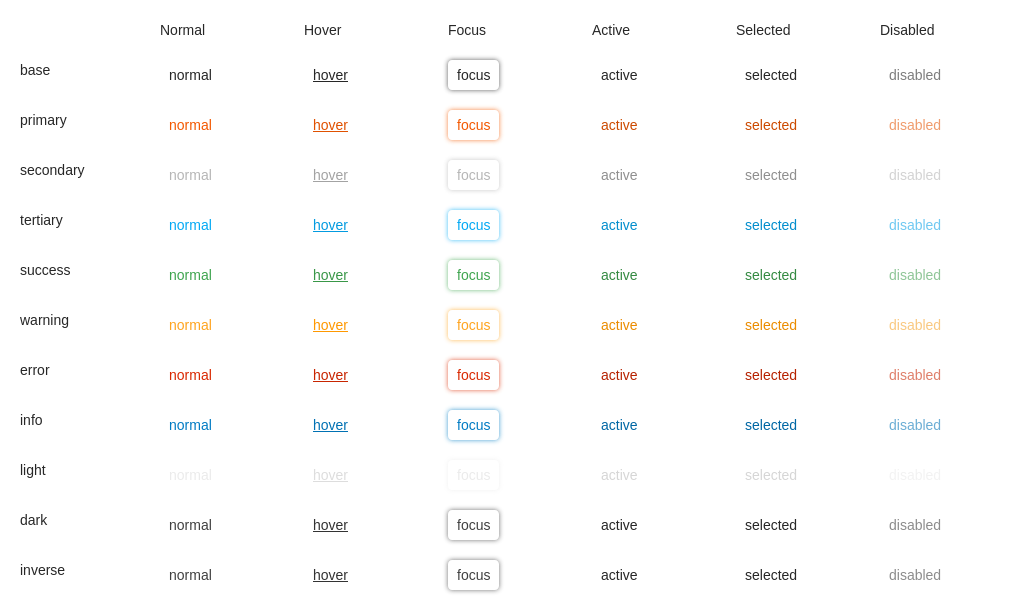 Normal Hover Focus Active Selected Disabled
base normal hover focus active selected disabled
primary normal hover focus active selected disabled
secondary normal hover focus active selected disabled
tertiary normal hover focus active selected disabled
success normal hover focus active selected disabled
warning normal hover focus active selected disabled
error normal hover focus active selected disabled
info normal hover focus active selected disabled
light normal hover focus active selected disabled
dark normal hover focus active selected disabled
inverse normal hover focus active selected disabled